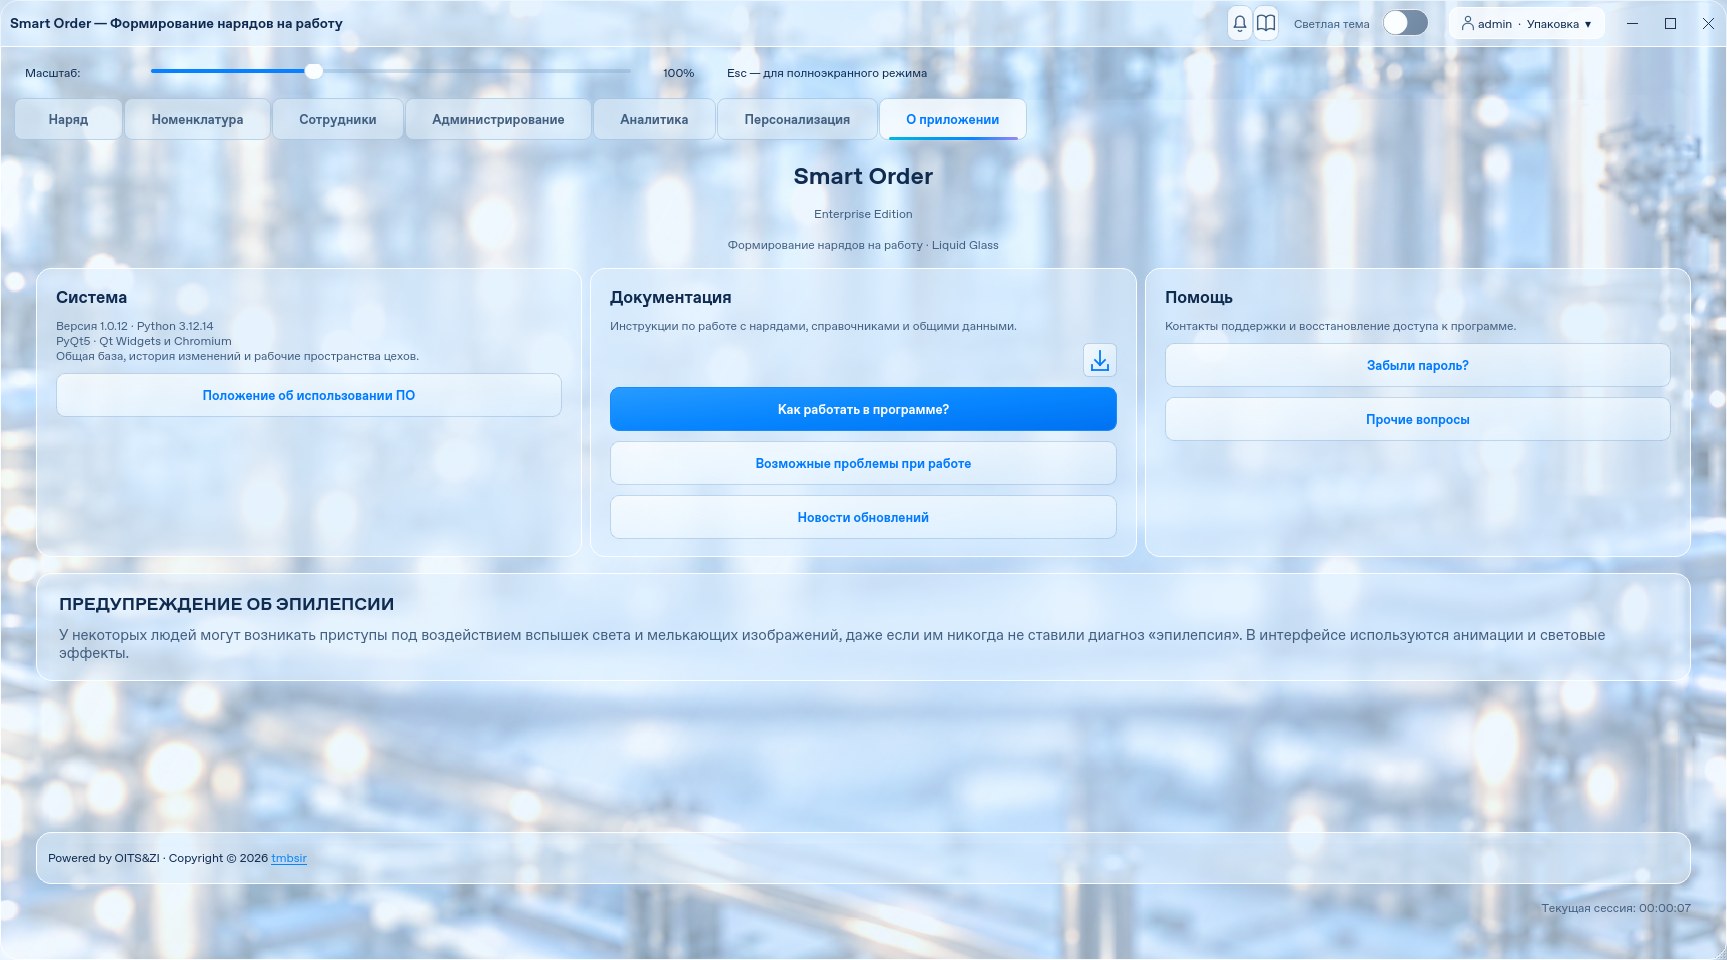 Smart Order — Формирование нарядов на работу
Светлая тема
admin · Упаковка ▾
Масштаб:
100%
Esc — для полноэкранного режима
Наряд
Номенклатура
Сотрудники
Администрирование
Аналитика
Персонализация
О приложении
Smart Order
Enterprise Edition
Формирование нарядов на работу · Liquid Glass
Система
Версия 1.0.12 · Python 3.12.14
PyQt5 · Qt Widgets и Chromium
Общая база, история изменений и рабочие пространства цехов.
Положение об использовании ПО
Документация
Инструкции по работе с нарядами, справочниками и общими данными.
Как работать в программе?
Возможные проблемы при работе
Новости обновлений
Помощь
Контакты поддержки и восстановление доступа к программе.
Забыли пароль?
Прочие вопросы
ПРЕДУПРЕЖДЕНИЕ ОБ ЭПИЛЕПСИИ
У некоторых людей могут возникать приступы под воздействием вспышек света и мелькающих изображений, даже если им никогда не ставили диагноз «эпилепсия». В интерфейсе используются анимации и световые
эффекты.
Powered by OITS&ZI · Copyright © 2026 tmbsir
Текущая сессия: 00:00:07